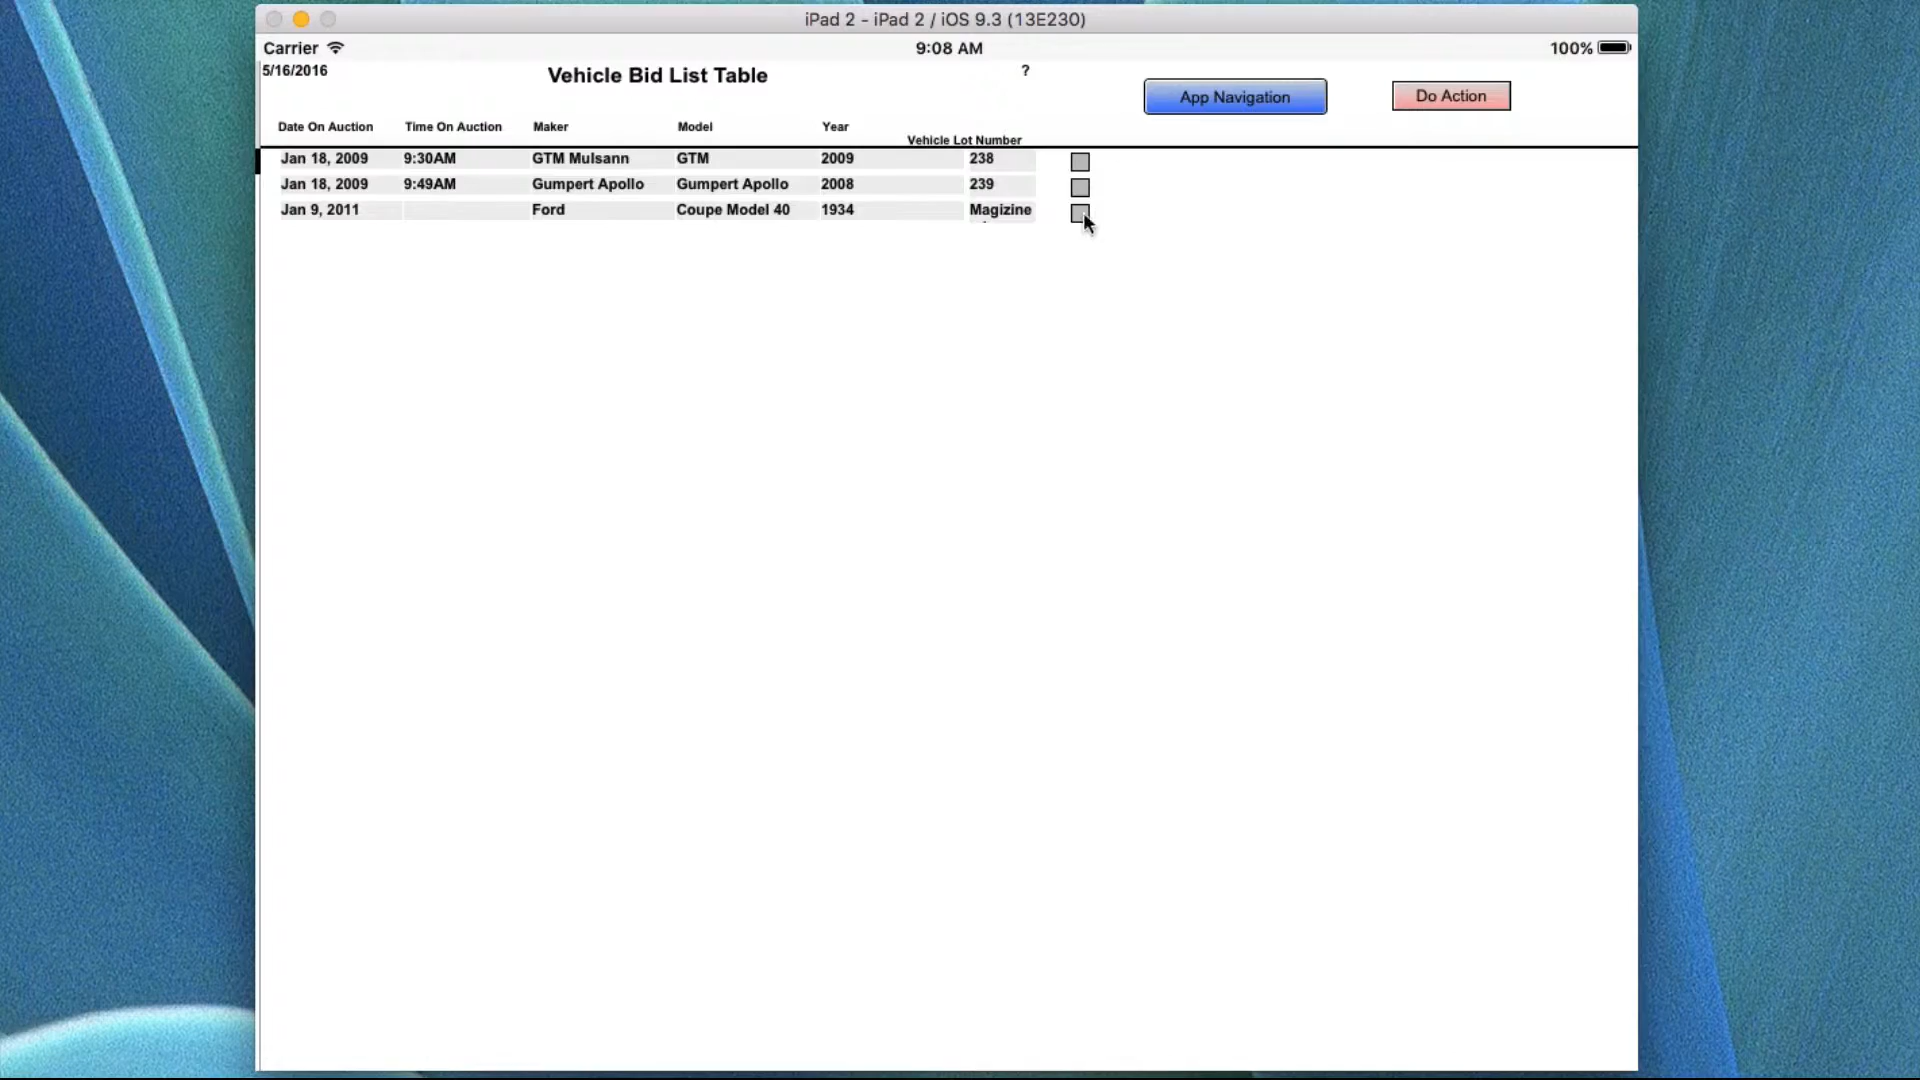 iPad 2 - iPad 2 / iOS 9.3 (13E230)
Carrier 9:08 AM 100%
5/16/2016 Vehicle Bid List Table ?
App Navigation Do Action
Date On Auction Time On Auction Maker Model Year Vehicle Lot Number
Jan 18, 2009 9:30AM GTM Mulsann GTM 2009 238
Jan 18, 2009 9:49AM Gumpert Apollo Gumpert Apollo 2008 239
Jan 9, 2011 Ford Coupe Model 40 1934 Magizine